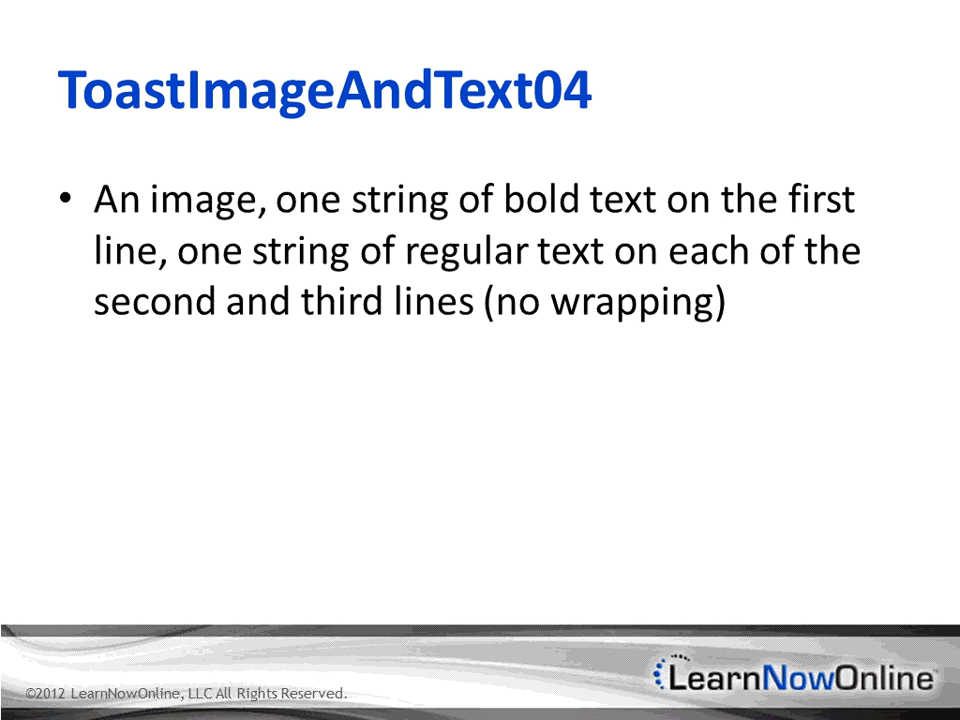 ToastImageAndText04
• An image, one string of bold text on the first
line, one string of regular text on each of the
second and third lines (no wrapping)
©2012 LearnNowOnline, LLC All Rights Reserved.
LearnNowOnline